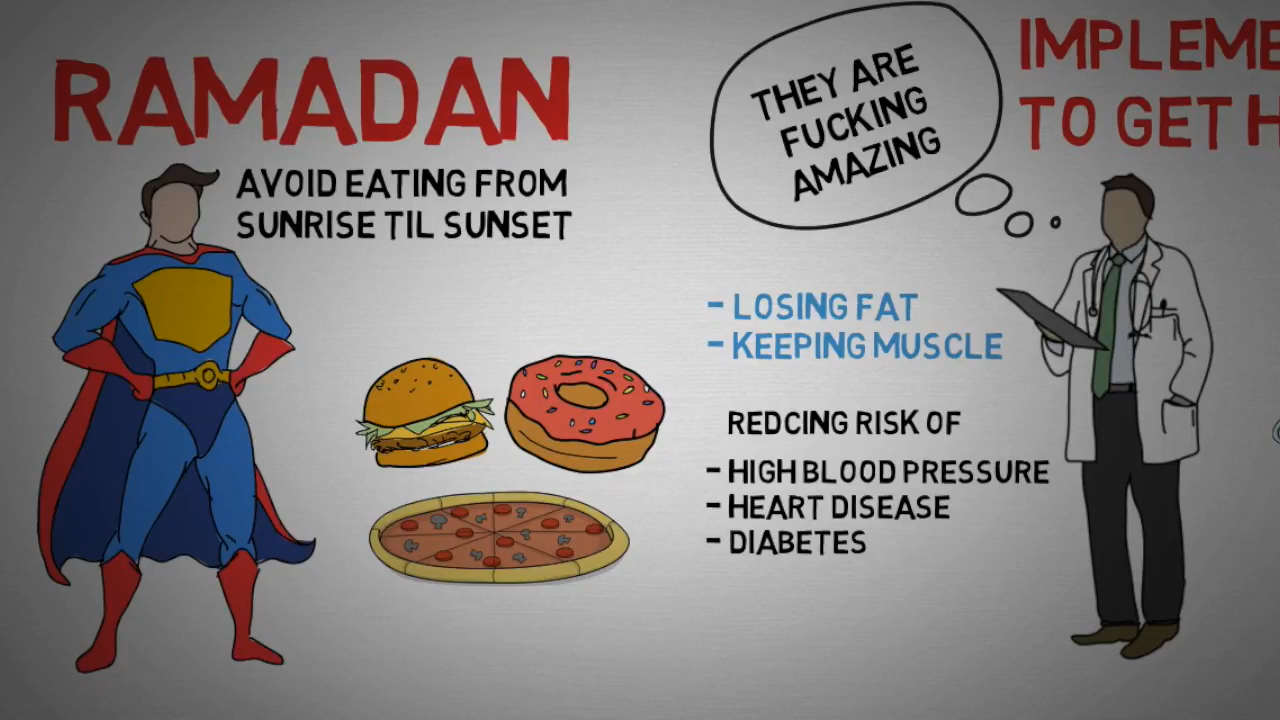 RAMADAN
AVOID EATING FROM
SUNRISE TIL SUNSET
THEY ARE
FUCKING
AMAZING
- LOSING FAT
- KEEPING MUSCLE
REDCING RISK OF
- HIGH BLOOD PRESSURE
- HEART DISEASE
- DIABETES
IMPLEME
TO GET H